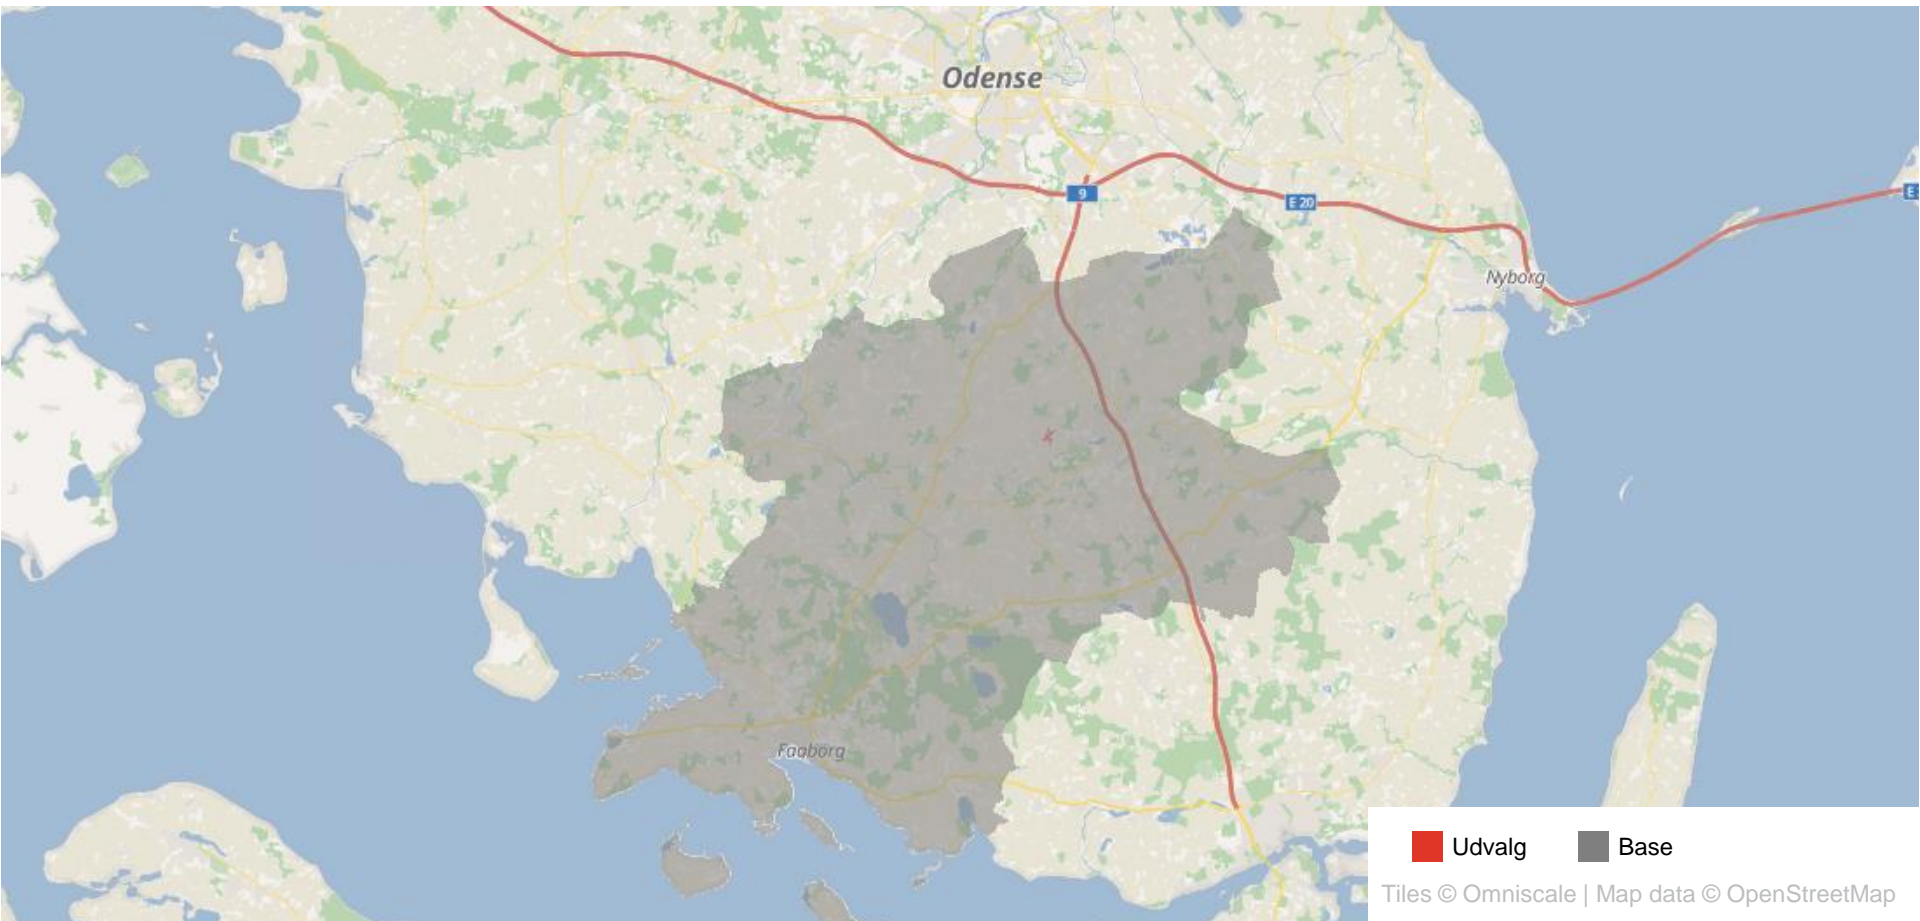 Odense
9
E 20
E
Nyborg
Faaborg
Udvalg
Base
Tiles © Omniscale | Map data © OpenStreetMap